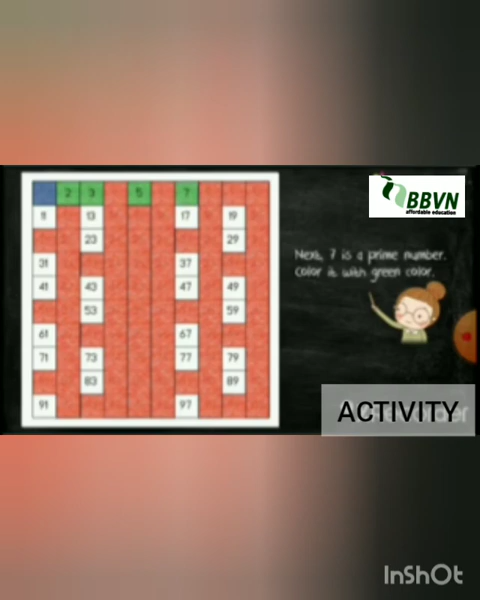 2 3 5 7
11 13 17 19
23 29
31 37
41 43 47 49
53 59
61 67
71 73 77 79
83 89
91 97
BBVN
affordable education
Next, 7 is a prime number.
Color it with green color.
ACTIVITY
InShOt